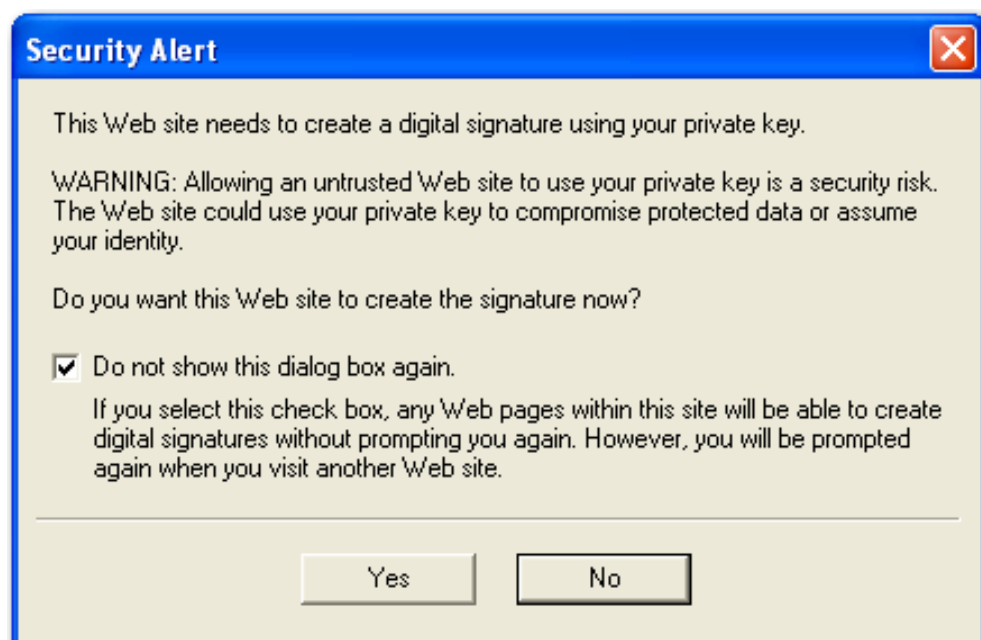 Security Alert
This Web site needs to create a digital signature using your private key.
WARNING: Allowing an untrusted Web site to use your private key is a security risk.
The Web site could use your private key to compromise protected data or assume
your identity.
Do you want this Web site to create the signature now?
Do not show this dialog box again.
If you select this check box, any Web pages within this site will be able to create
digital signatures without prompting you again. However, you will be prompted
again when you visit another Web site.
Yes No